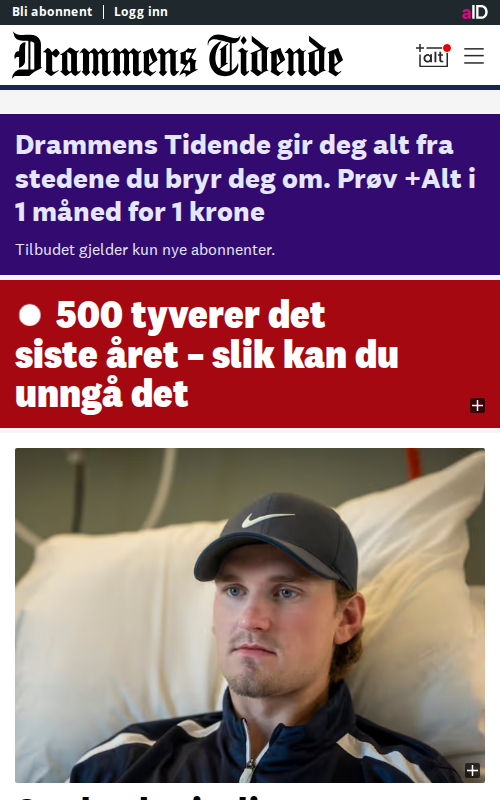 Bli abonnent
Logg inn
aID
Drammens Tidende
+alt
Drammens Tidende gir deg alt fra
stedene du bryr deg om. Prøv +Alt i
1 måned for 1 krone
Tilbudet gjelder kun nye abonnenter.
500 tyverer det
siste året – slik kan du
unngå det